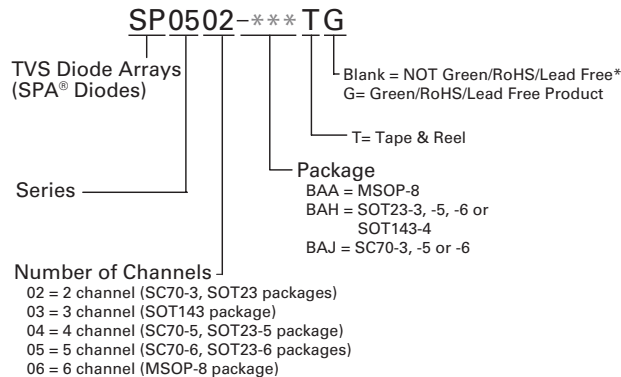 SP0502-***TG
TVS Diode Arrays
(SPA® Diodes)
Blank = NOT Green/RoHS/Lead Free*
G= Green/RoHS/Lead Free Product
T= Tape & Reel
Package
BAA = MSOP-8
BAH = SOT23-3, -5, -6 or
SOT143-4
BAJ = SC70-3, -5 or -6
Series
Number of Channels
02 = 2 channel (SC70-3, SOT23 packages)
03 = 3 channel (SOT143 package)
04 = 4 channel (SC70-5, SOT23-5 package)
05 = 5 channel (SC70-6, SOT23-6 packages)
06 = 6 channel (MSOP-8 package)